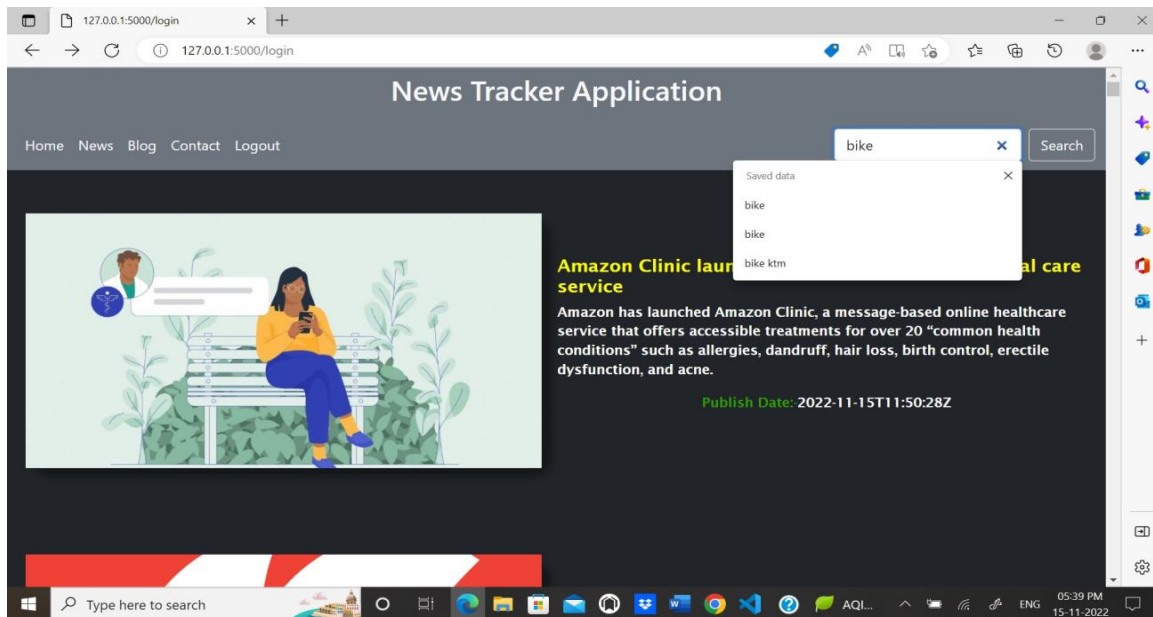 127.0.0.1:5000/login
127.0.0.1:5000/login
News Tracker Application
Home News Blog Contact Logout
bike
Search
Saved data
bike
bike
bike ktm
Amazon Clinic laun al care
service
Amazon has launched Amazon Clinic, a message-based online healthcare
service that offers accessible treatments for over 20 “common health
conditions” such as allergies, dandruff, hair loss, birth control, erectile
dysfunction, and acne.
Publish Date:-2022-11-15T11:50:28Z
Type here to search
AQI...
ENG
05:39 PM
15-11-2022